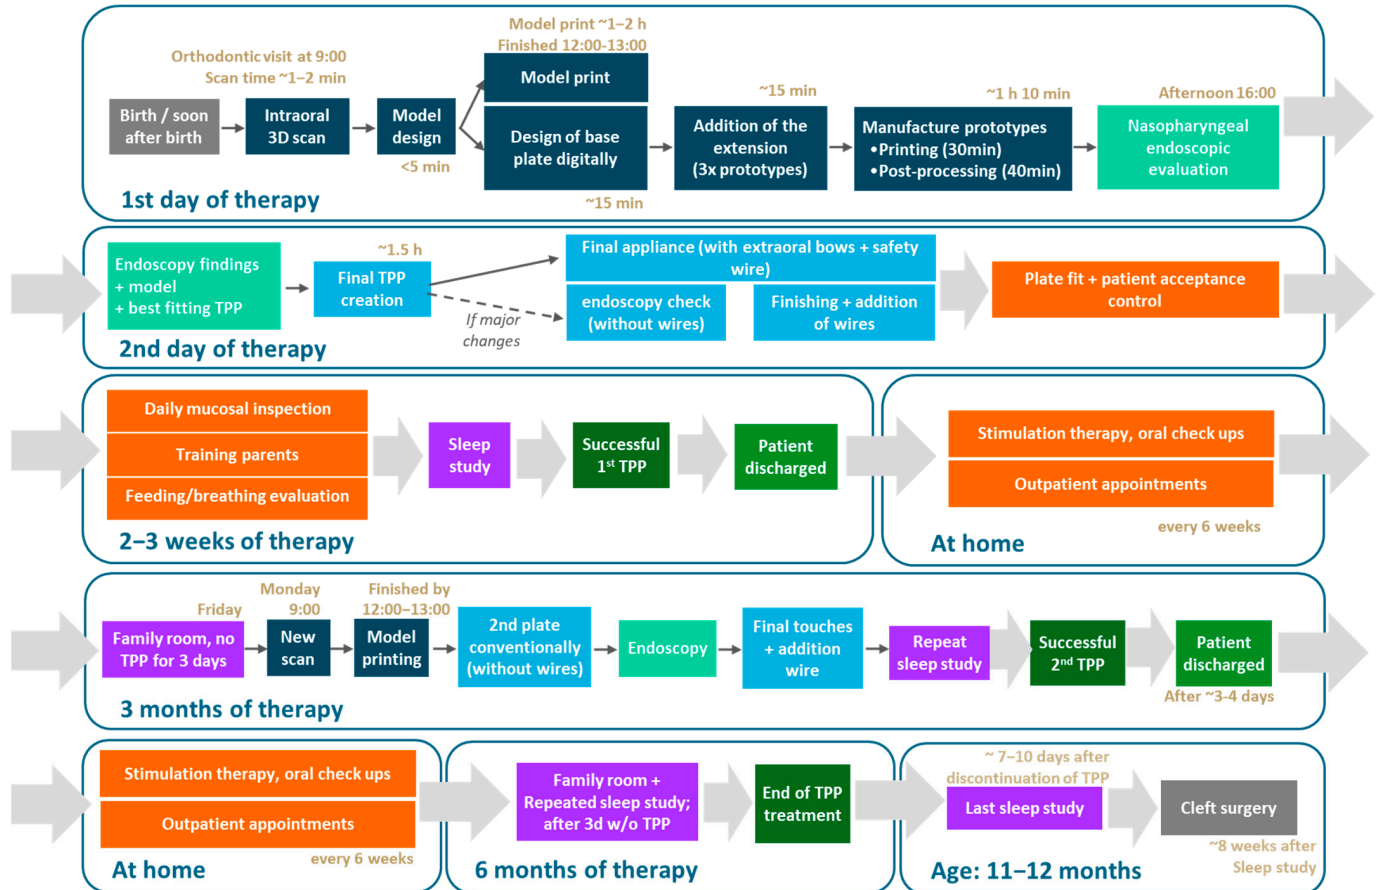 Orthodontic visit at 9:00
Scan time ~1–2 min
Model print ~1–2 h
Finished 12:00-13:00
Birth / soon
after birth
Intraoral
3D scan
Model
design
<5 min
Model print
Design of base
plate digitally
~15 min
~15 min
Addition of the
extension
(3x prototypes)
~1 h 10 min
Manufacture prototypes
•Printing (30min)
•Post-processing (40min)
Afternoon 16:00
Nasopharyngeal
endoscopic
evaluation
1st day of therapy
Endoscopy findings
+ model
+ best fitting TPP
~1.5 h
Final TPP
creation
If major
changes
Final appliance (with extraoral bows + safety
wire)
endoscopy check
(without wires)
Finishing + addition
of wires
Plate fit + patient acceptance
control
2nd day of therapy
Daily mucosal inspection
Training parents
Feeding/breathing evaluation
Sleep
study
Successful
1st TPP
Patient
discharged
2–3 weeks of therapy
Stimulation therapy, oral check ups
Outpatient appointments
every 6 weeks
At home
Friday
Family room, no
TPP for 3 days
Monday
9:00
New
scan
Finished by
12:00–13:00
Model
printing
2nd plate
conventionally
(without wires)
Endoscopy
Final touches
+ addition
wire
Repeat
sleep study
Successful
2nd TPP
Patient
discharged
After ~3-4 days
3 months of therapy
Stimulation therapy, oral check ups
Outpatient appointments
every 6 weeks
At home
Family room +
Repeated sleep study;
after 3d w/o TPP
End of TPP
treatment
6 months of therapy
~ 7–10 days after
discontinuation of TPP
Last sleep study
Cleft surgery
~8 weeks after
Sleep study
Age: 11–12 months